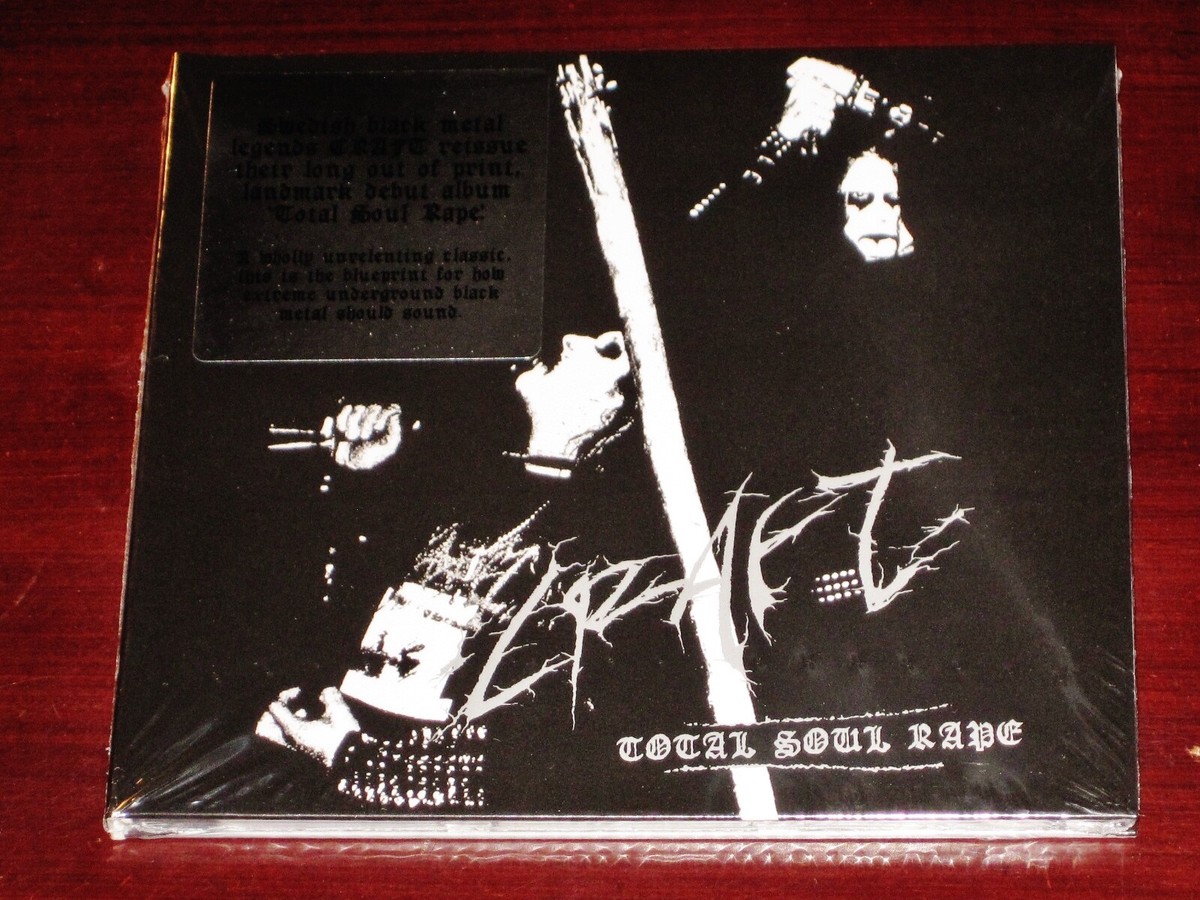 Swedish black metal
legends CRAFT reissue
their long out of print,
landmark debut album
'Total Soul Rape'
A wholly unrelenting classic,
this is the blueprint for how
extreme underground black
metal should sound.
CRAFT
TOTAL SOUL RAPE